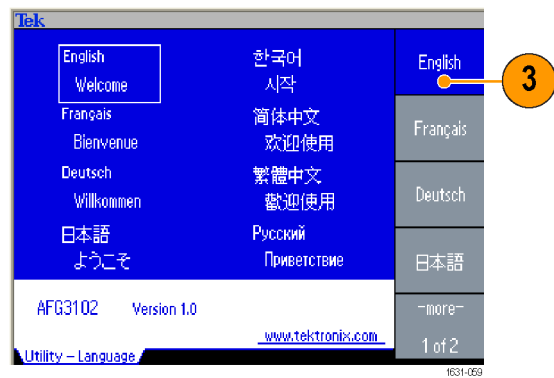 Tek
English
Welcome
Français
Bienvenue
Deutsch
Willkommen
日本語
ようこそ
한국어
시작
简体中文
欢迎使用
繁體中文
歡迎使用
Русский
Приветствие
AFG3102 Version 1.0
www.tektronix.com
Utility – Language
English
Français
Deutsch
日本語
-more-
1 of 2
3
1631-059